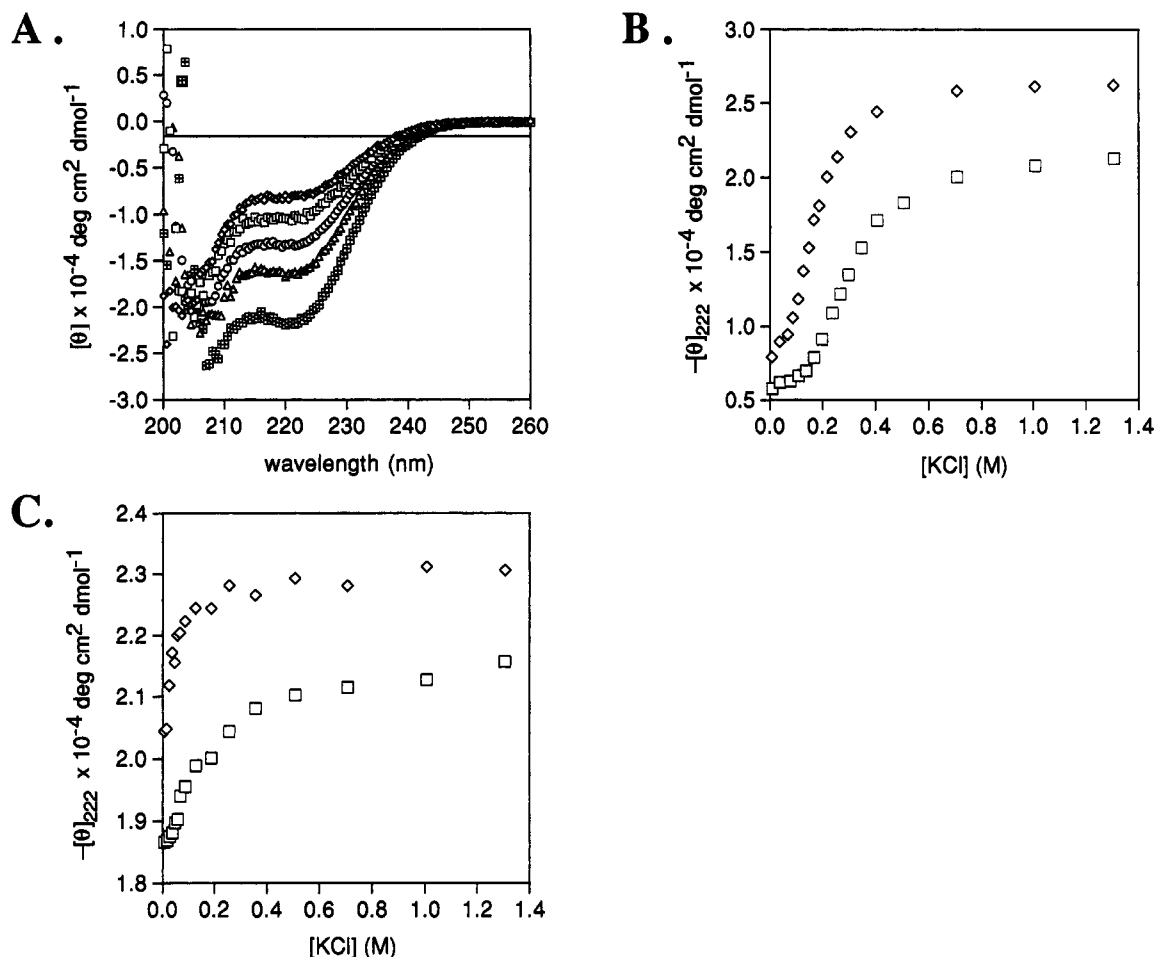 A.
[θ] x 10⁻⁴ deg cm² dmol⁻¹
1.0
0.5
0.0
-0.5
-1.0
-1.5
-2.0
-2.5
-3.0
200 210 220 230 240 250 260
wavelength (nm)
B.
–[θ]₂₂₂ x 10⁻⁴ deg cm² dmol⁻¹
3.0
2.5
2.0
1.5
1.0
0.5
0.0 0.2 0.4 0.6 0.8 1.0 1.2 1.4
[KCl] (M)
C.
–[θ]₂₂₂ x 10⁻⁴ deg cm² dmol⁻¹
2.4
2.3
2.2
2.1
2.0
1.9
1.8
0.0 0.2 0.4 0.6 0.8 1.0 1.2 1.4
[KCl] (M)